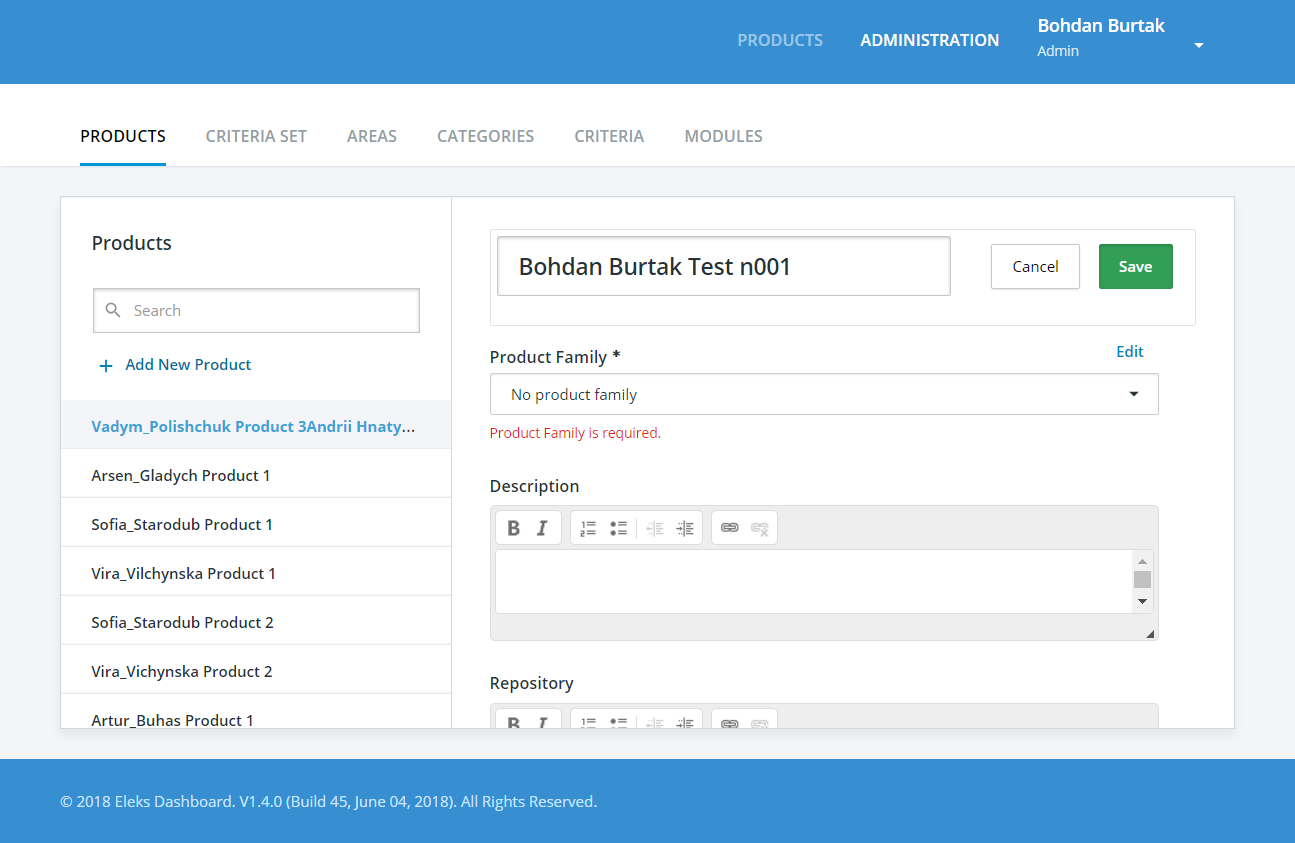 PRODUCTS ADMINISTRATION Bohdan Burtak
Admin
PRODUCTS CRITERIA SET AREAS CATEGORIES CRITERIA MODULES
Products
Search
+ Add New Product
Vadym_Polishchuk Product 3Andrii Hnaty...
Arsen_Gladych Product 1
Sofia_Starodub Product 1
Vira_Vilchynska Product 1
Sofia_Starodub Product 2
Vira_Vichynska Product 2
Artur_Buhas Product 1
Bohdan Burtak Test n001
Cancel Save
Product Family * Edit
No product family
Product Family is required.
Description
B I
Repository
B I
© 2018 Eleks Dashboard. V1.4.0 (Build 45, June 04, 2018). All Rights Reserved.